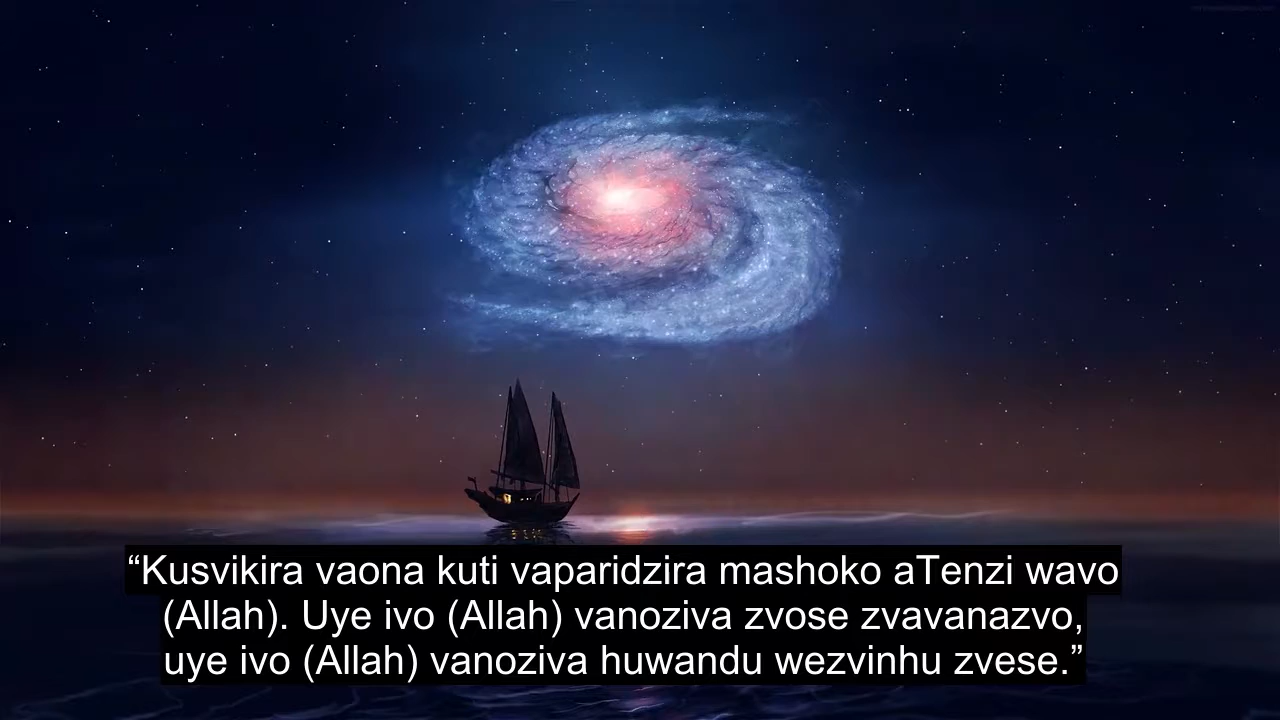 “Kusvikira vaona kuti vaparidzira mashoko aTenzi wavo
(Allah). Uye ivo (Allah) vanoziva zvose zvavanazvo,
uye ivo (Allah) vanoziva huwandu wezvinhu zvese.”